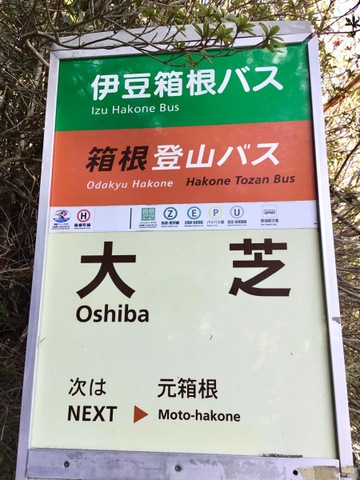 伊豆箱根バス
Izu Hakone Bus
箱根登山バス
Odakyu Hakone Hakone Tozan Bus
H Z E P U
大芝
Oshiba
次は 元箱根
NEXT ▶ Moto-hakone